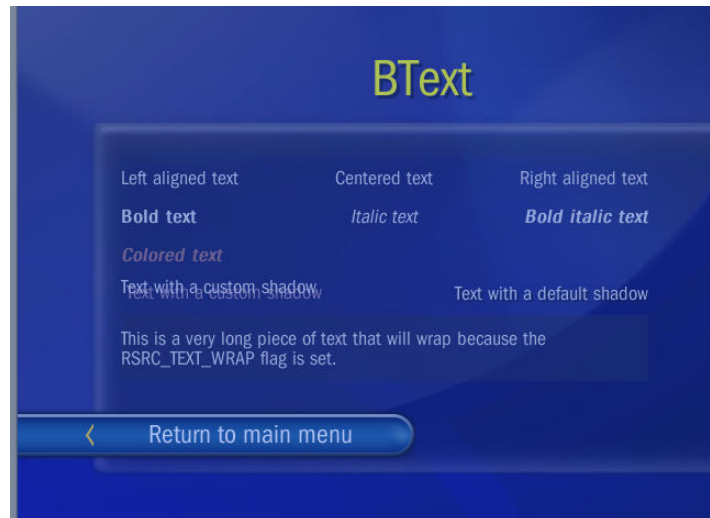 BText
Left aligned text Centered text Right aligned text
Bold text Italic text Bold italic text
Colored text
Text with a custom shadow Text with a default shadow
This is a very long piece of text that will wrap because the
RSRC_TEXT_WRAP flag is set.
< Return to main menu